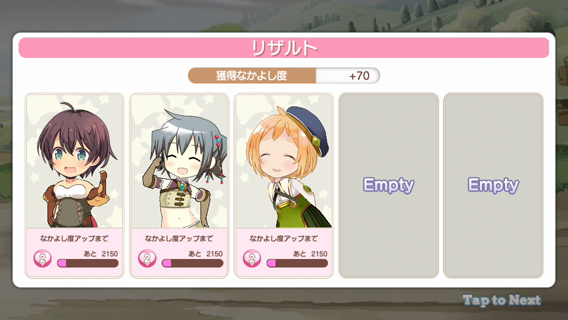 リザルト
獲得なかよし度 +70
なかよし度アップまで
2 あと 2150
なかよし度アップまで
2 あと 2150
なかよし度アップまで
2 あと 2150
Empty
Empty
Tap to Next